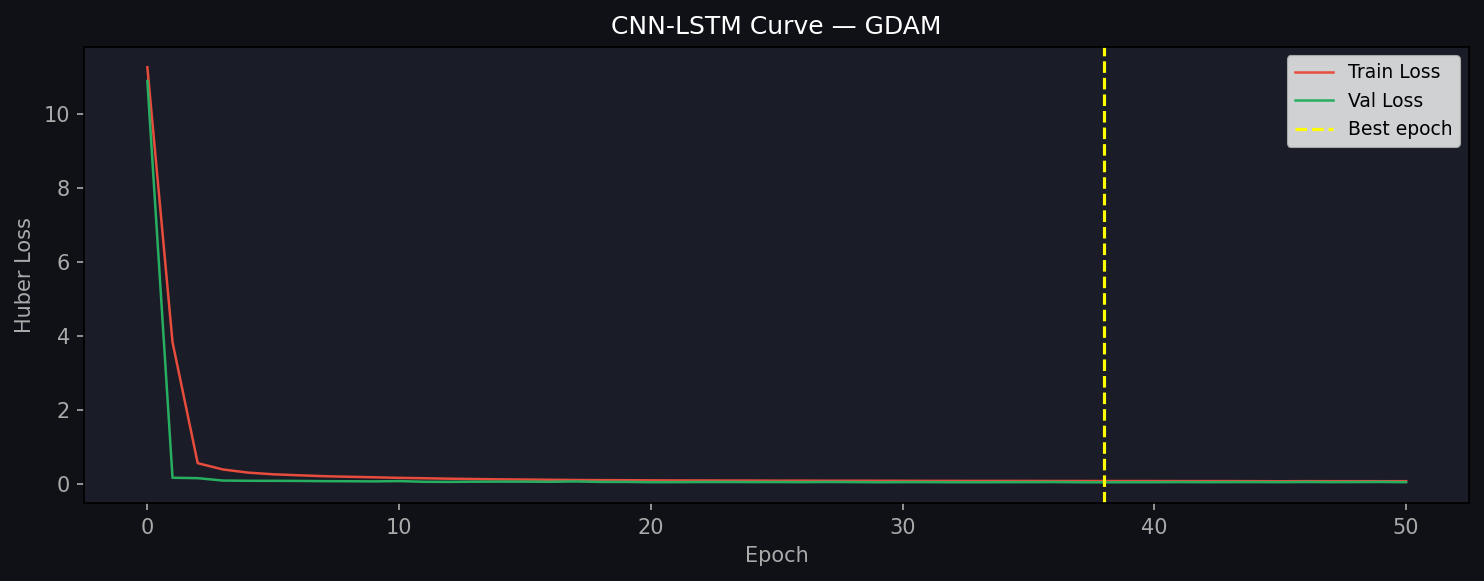 CNN-LSTM Curve — GDAM
Train Loss
Val Loss
Best epoch
Huber Loss
10
8
6
4
2
0
0 10 20 30 40 50
Epoch